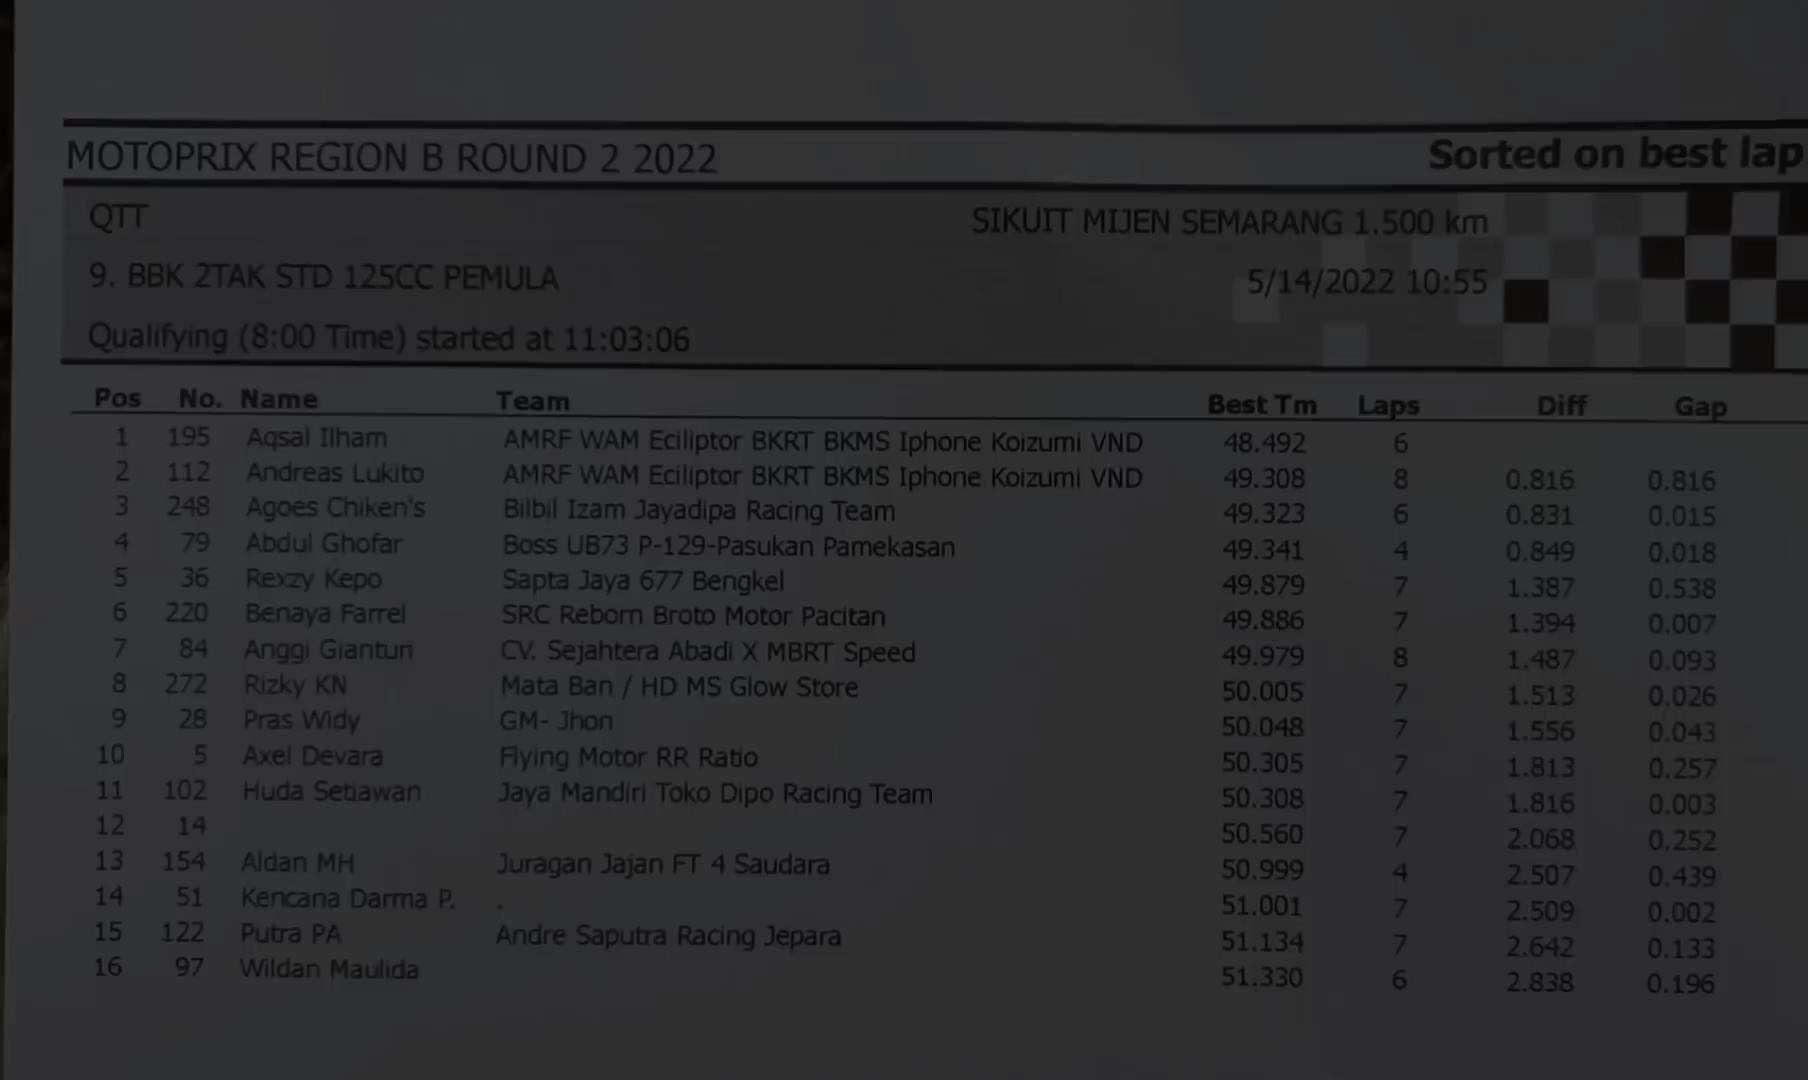 MOTOPRIX REGION B ROUND 2 2022 Sorted on best lap
QTT SIKUIT MIJEN SEMARANG 1.500 km
9. BBK 2TAK STD 125CC PEMULA 5/14/2022 10:55
Qualifying (8:00 Time) started at 11:03:06
Pos No. Name Team Best Tm Laps Diff Gap
1 195 Aqsal Ilham AMRF WAM Eciliptor BKRT BKMS Iphone Koizumi VND 48.492 6
2 112 Andreas Lukito AMRF WAM Eciliptor BKRT BKMS Iphone Koizumi VND 49.308 8 0.816 0.816
3 248 Agoes Chiken's Bilbil Izam Jayadipa Racing Team 49.323 6 0.831 0.015
4 79 Abdul Ghofar Boss UB73 P-129-Pasukan Pamekasan 49.341 4 0.849 0.018
5 36 Rexzy Kepo Sapta Jaya 677 Bengkel 49.879 7 1.387 0.538
6 220 Benaya Farrel SRC Reborn Broto Motor Pacitan 49.886 7 1.394 0.007
7 84 Anggi Gianturi CV. Sejahtera Abadi X MBRT Speed 49.979 8 1.487 0.093
8 272 Rizky KN Mata Ban / HD MS Glow Store 50.005 7 1.513 0.026
9 28 Pras Widy GM- Jhon 50.048 7 1.556 0.043
10 5 Axel Devara Flying Motor RR Ratio 50.305 7 1.813 0.257
11 102 Huda Setiawan Jaya Mandiri Toko Dipo Racing Team 50.308 7 1.816 0.003
12 14 50.560 7 2.068 0.252
13 154 Aldan MH Juragan Jajan FT 4 Saudara 50.999 4 2.507 0.439
14 51 Kencana Darma P. . 51.001 7 2.509 0.002
15 122 Putra PA Andre Saputra Racing Jepara 51.134 7 2.642 0.133
16 97 Wildan Maulida 51.330 6 2.838 0.196